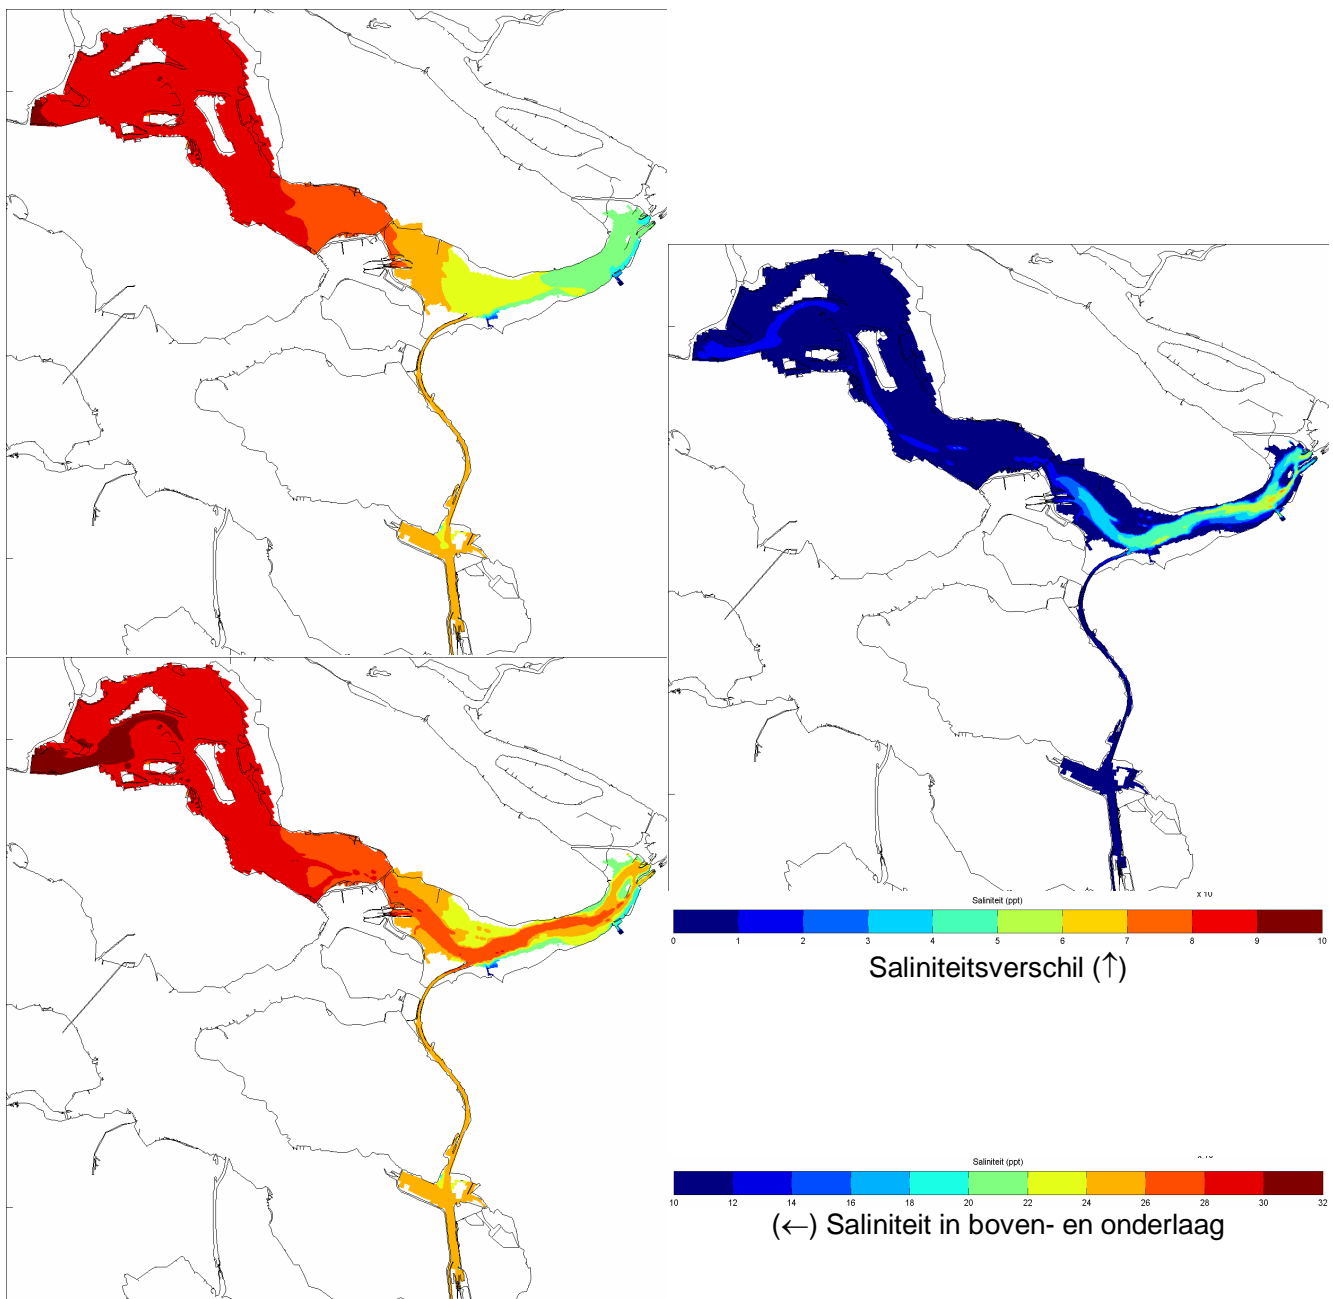 Saliniteit (ppt)
0 1 2 3 4 5 6 7 8 9 10
Saliniteitsverschil (↑)
Saliniteit (ppt)
10 12 14 16 18 20 22 24 26 28 30 32
(←) Saliniteit in boven- en onderlaag